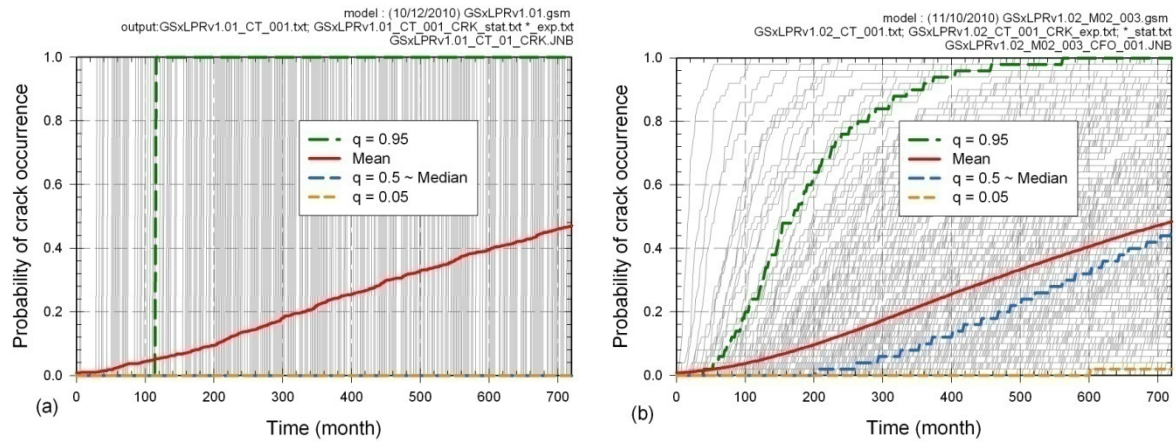 model : (10/12/2010) GSxLPRv1.01.gsm
output:GSxLPRv1.01_CT_001.txt; GSxLPRv1.01_CT_001_CRK_stat.txt *_exp.txt
GSxLPRv1.01_CT_01_CRK.JNB
1.0
0.8
0.6
0.4
0.2
0.0
Probability of crack occurrence
q = 0.95
Mean
q = 0.5 ~ Median
q = 0.05
0 100 200 300 400 500 600 700
(a)
Time (month)
model : (11/10/2010) GSxLPRv1.02_M02_003.gsm
GSxLPRv1.02_CT_001.txt; GSxLPRv1.02_CT_001_CRK_exp.txt; *_stat.txt
GSxLPRv1.02_M02_003_CFO_001.JNB
1.0
0.8
0.6
0.4
0.2
0.0
Probability of crack occurrence
q = 0.95
Mean
q = 0.5 ~ Median
q = 0.05
0 100 200 300 400 500 600 700
(b)
Time (month)